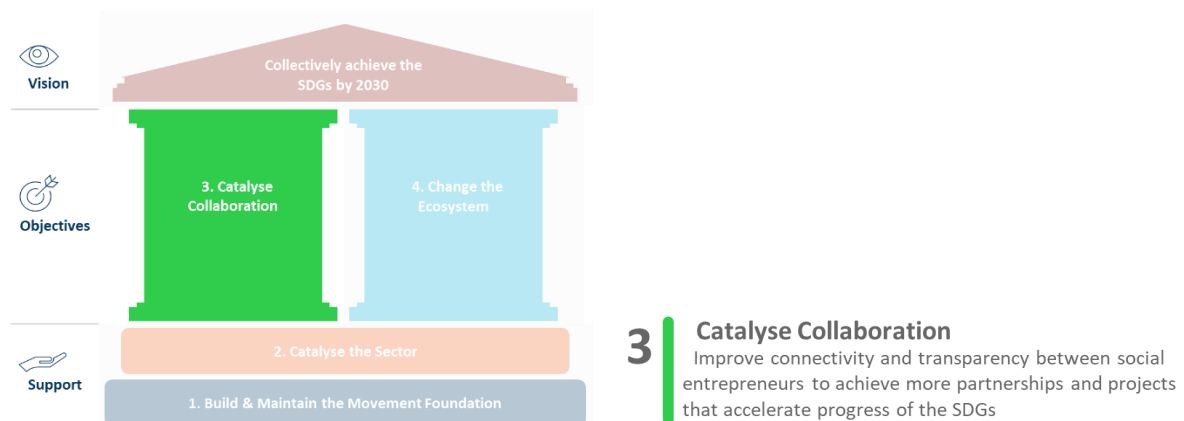 Vision
Collectively achieve the
SDGs by 2030
3. Catalyse
Collaboration
4. Change the
Ecosystem
Objectives
2. Catalyse the Sector
Support
1. Build & Maintain the Movement Foundation
3
Catalyse Collaboration
Improve connectivity and transparency between social
entrepreneurs to achieve more partnerships and projects
that accelerate progress of the SDGs